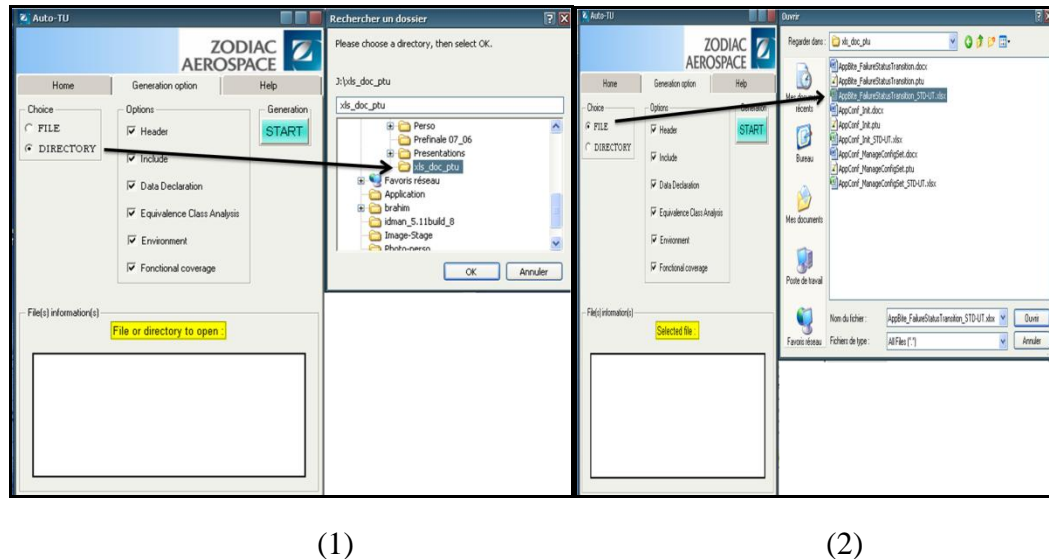 Auto-TU
ZODIAC
AEROSPACE
Home
Generation option
Help
Choice
FILE
DIRECTORY
Options
Header
Include
Data Declaration
Equivalence Class Analysis
Environment
Fonctional coverage
Generation
START
File(s) information(s)
File or directory to open :
Rechercher un dossier
Please choose a directory, then select OK.
J:\xls_doc_ptu
xls_doc_ptu
Perso
Prefinale 07_06
Presentations
xls_doc_ptu
Favoris réseau
Application
brahim
idman_5.11build_8
Image-Stage
Photo-perso
OK
Annuler
Auto-TU
ZODIAC
AEROSPACE
Home
Generation option
Help
Choice
FILE
DIRECTORY
Options
Header
Include
Data Declaration
Equivalence Class Analysis
Environment
Fonctional coverage
START
File(s) information(s)
Selected file :
Ouvrir
Regarder dans :
xls_doc_ptu
Mes documents
récents
Bureau
Mes documents
Poste de travail
Favoris réseau
AppBite_FailureStatusTransition.docx
AppBite_FailureStatusTransition.ptu
AppBite_FailureStatusTransition_STD-UT.xlsx
AppConf_Init.docx
AppConf_Init.ptu
AppConf_Init_STD-UT.xlsx
AppConf_ManageConfigSet.docx
AppConf_ManageConfigSet.ptu
AppConf_ManageConfigSet_STD-UT.xlsx
Nom du fichier :
AppBite_FailureStatusTransition_STD-UT.xlsx
Ouvrir
Fichiers de type :
All Files (*.*)
Annuler
(1)
(2)